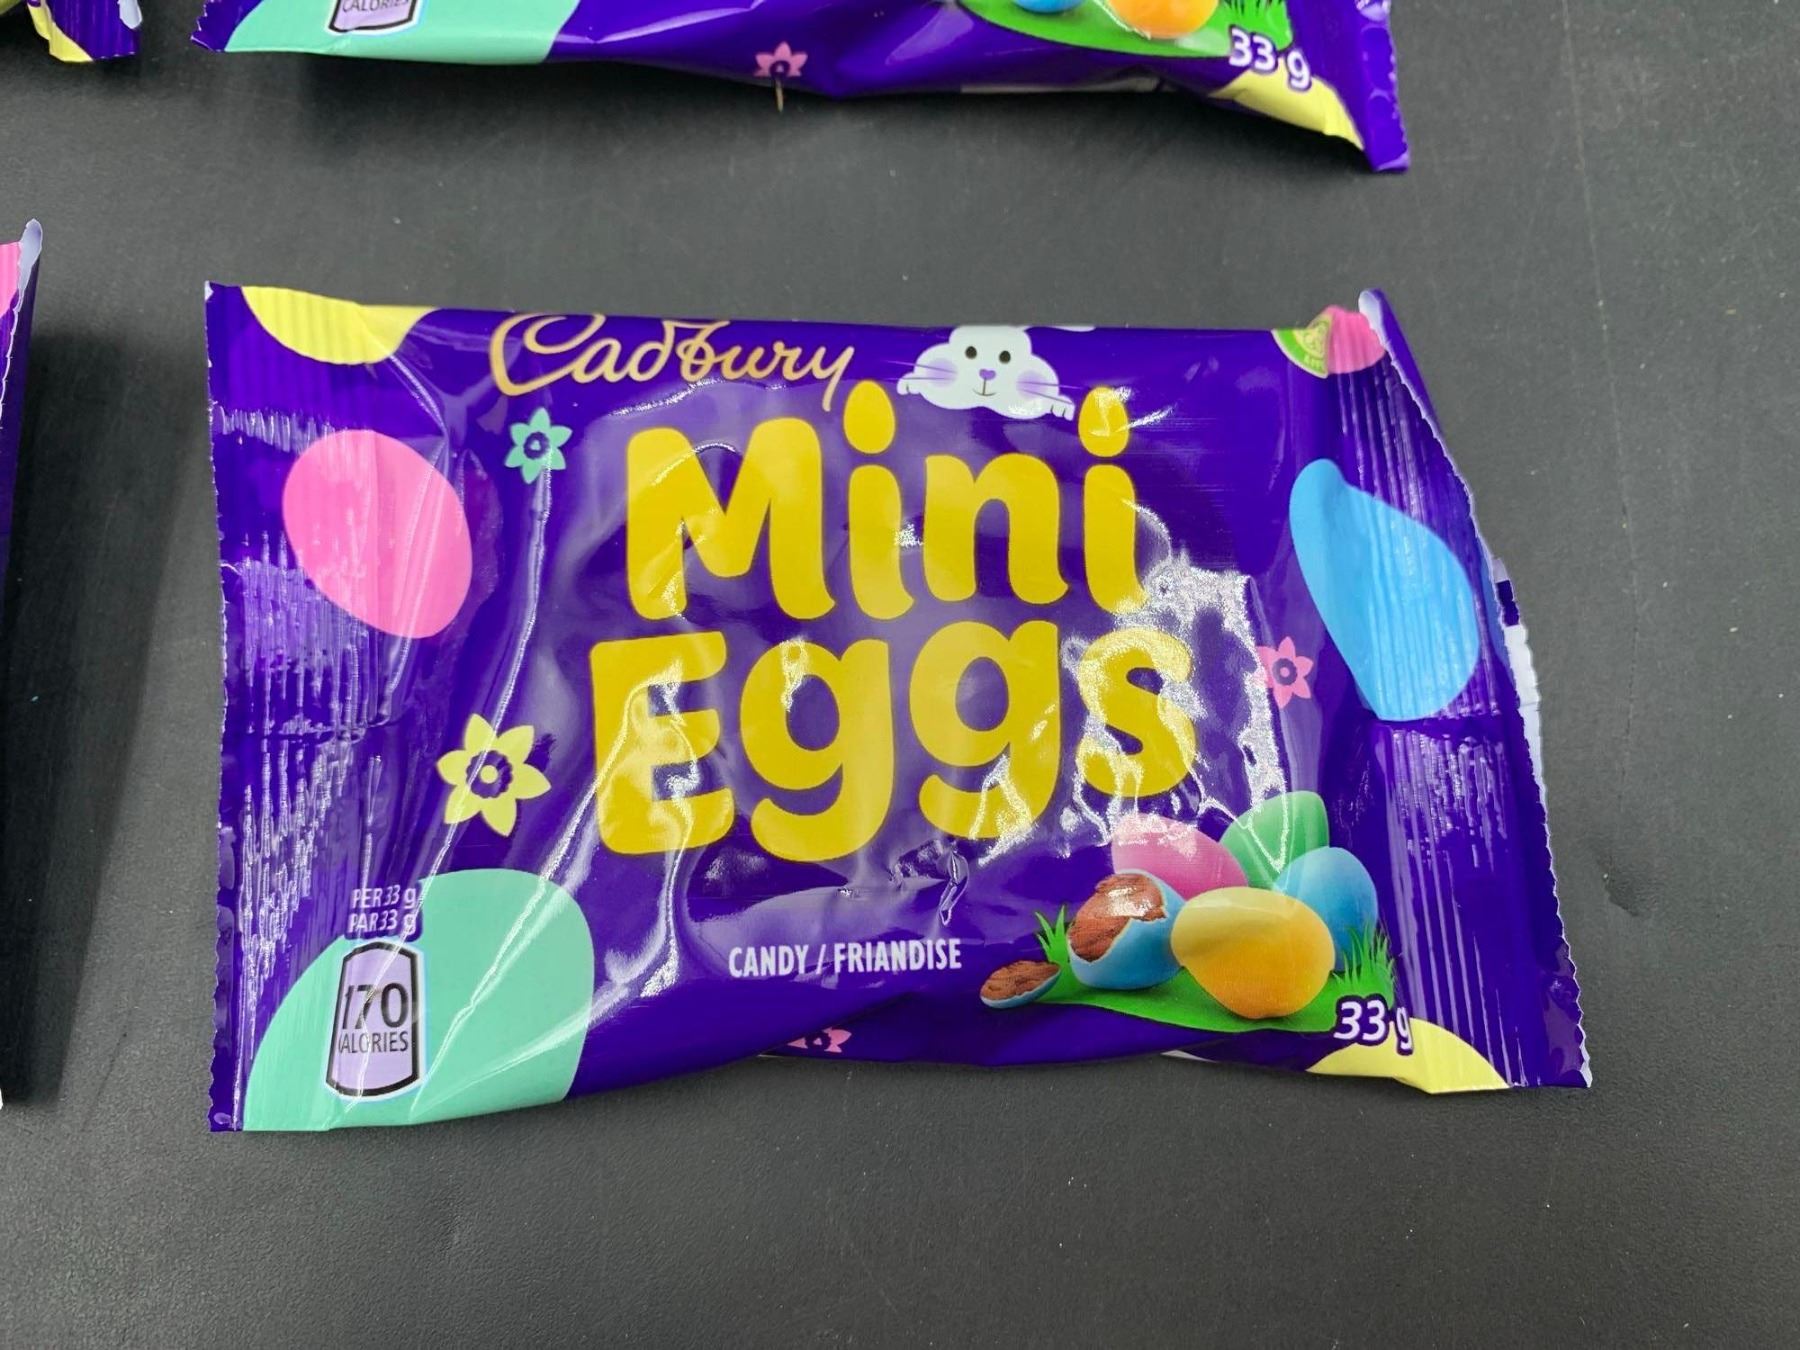 CALORIES
33 g
Cadbury
Mini
Eggs
PER 33 g
PAR 33 g
170
CALORIES
CANDY / FRIANDISE
33 g